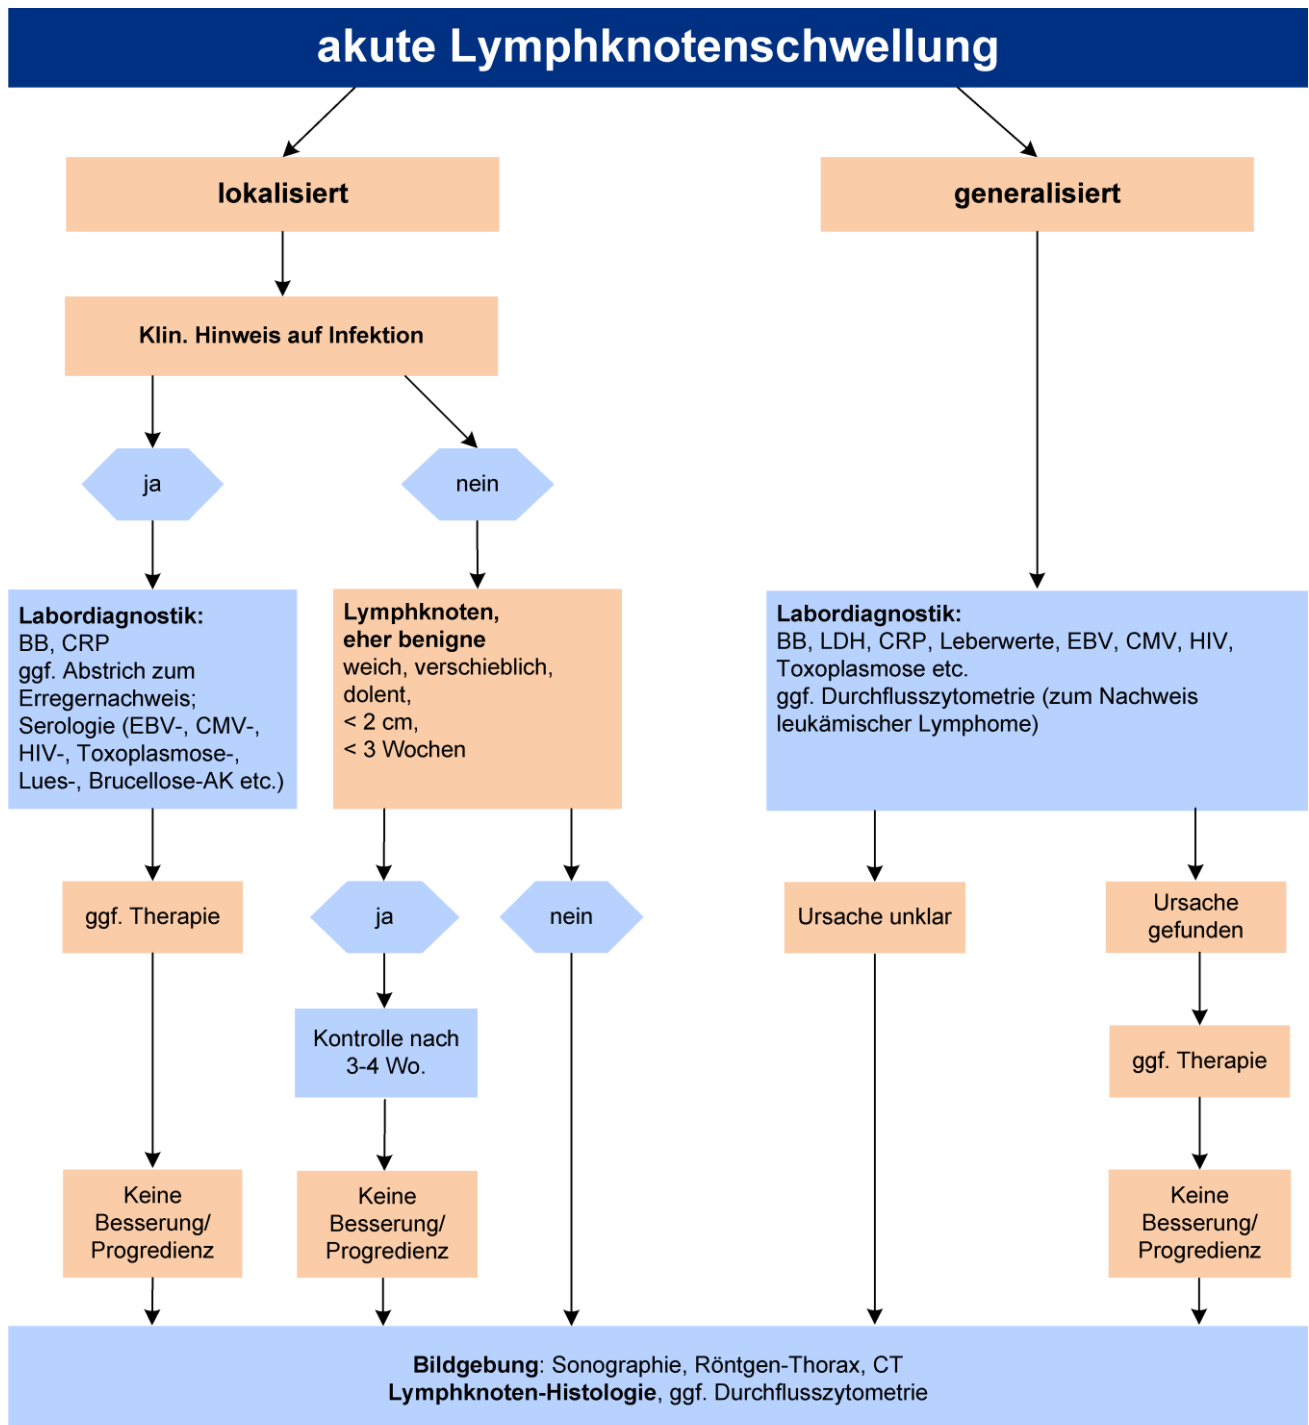 akute Lymphknotenschwellung
lokalisiert
generalisiert
Klin. Hinweis auf Infektion
ja
nein
Labordiagnostik:
BB, CRP
ggf. Abstrich zum
Erregernachweis;
Serologie (EBV-, CMV-,
HIV-, Toxoplasmose-,
Lues-, Brucellose-AK etc.)
Lymphknoten,
eher benigne
weich, verschieblich,
dolent,
< 2 cm,
< 3 Wochen
Labordiagnostik:
BB, LDH, CRP, Leberwerte, EBV, CMV, HIV,
Toxoplasmose etc.
ggf. Durchflusszytometrie (zum Nachweis
leukämischer Lymphome)
ggf. Therapie
ja
nein
Ursache unklar
Ursache
gefunden
Kontrolle nach
3-4 Wo.
ggf. Therapie
Keine
Besserung/
Progredienz
Keine
Besserung/
Progredienz
Keine
Besserung/
Progredienz
Bildgebung: Sonographie, Röntgen-Thorax, CT
Lymphknoten-Histologie, ggf. Durchflusszytometrie